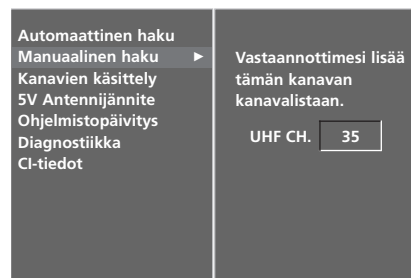 Automaattinen haku
Manuaalinen haku
Kanavien käsittely
5V Antennijännite
Ohjelmistopäivitys
Diagnostiikka
CI-tiedot
Vastaannottimesi lisää
tämän kanavan
kanavalistaan.
UHF CH. 35